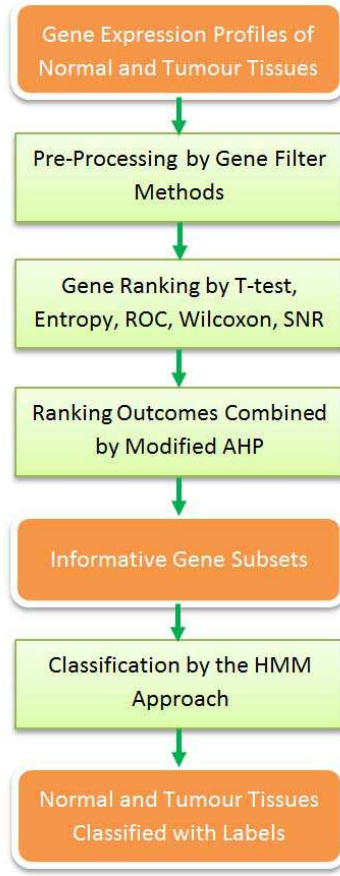 Gene Expression Profiles of
Normal and Tumour Tissues
Pre-Processing by Gene Filter
Methods
Gene Ranking by T-test,
Entropy, ROC, Wilcoxon, SNR
Ranking Outcomes Combined
by Modified AHP
Informative Gene Subsets
Classification by the HMM
Approach
Normal and Tumour Tissues
Classified with Labels